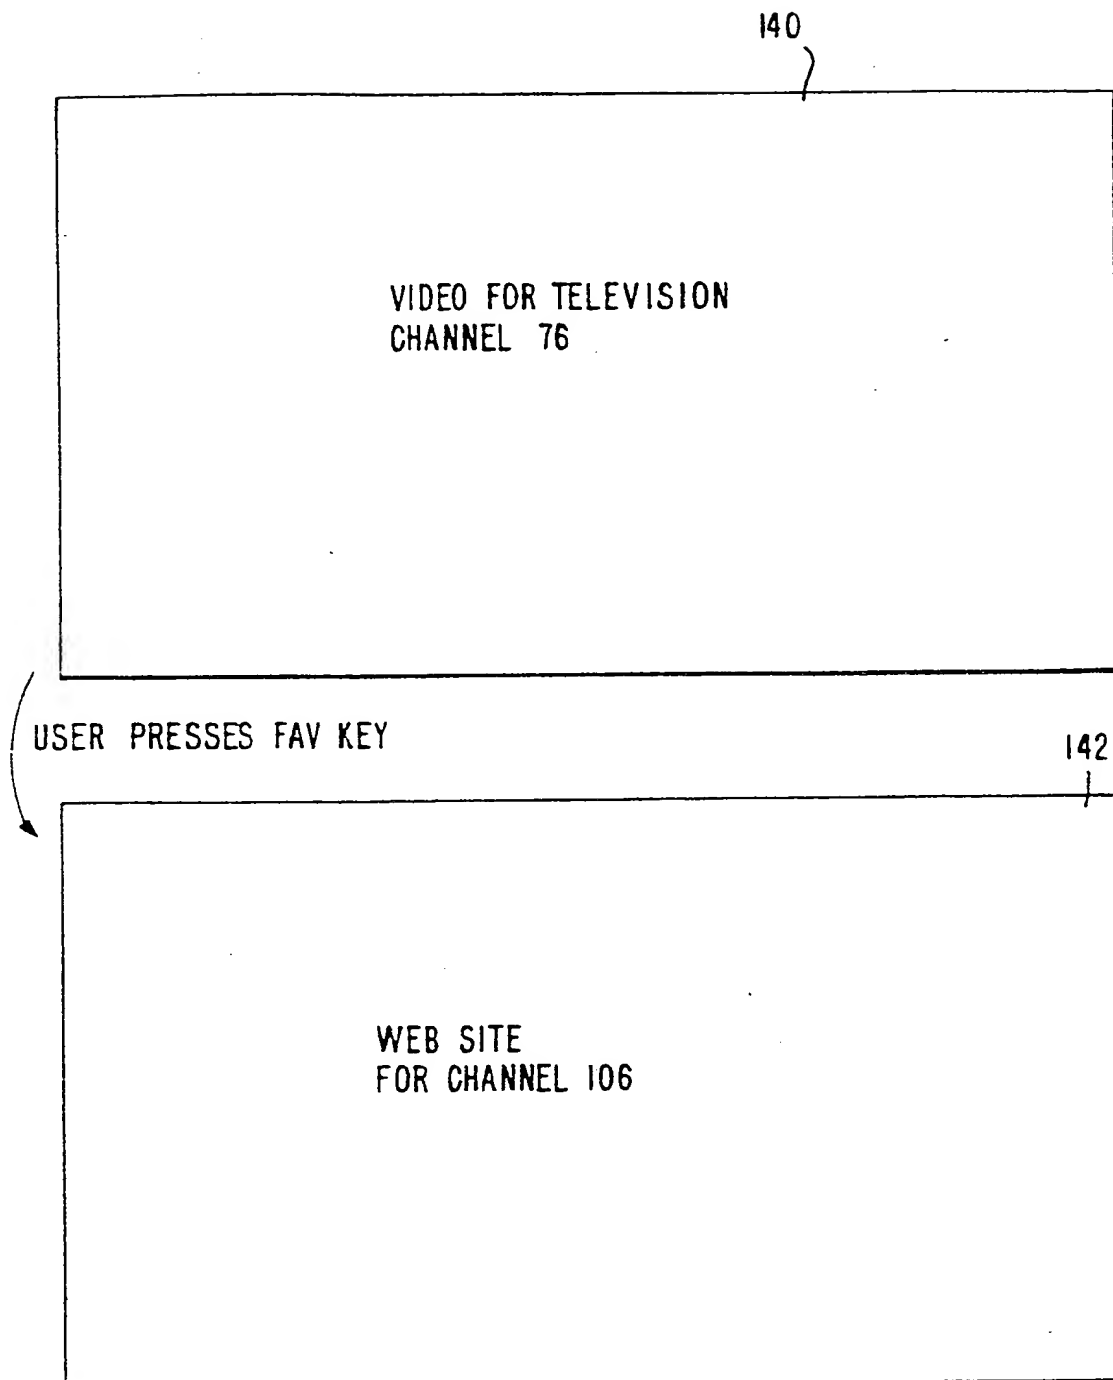 140
VIDEO FOR TELEVISION
CHANNEL 76
USER PRESSES FAV KEY
142
WEB SITE
FOR CHANNEL 106